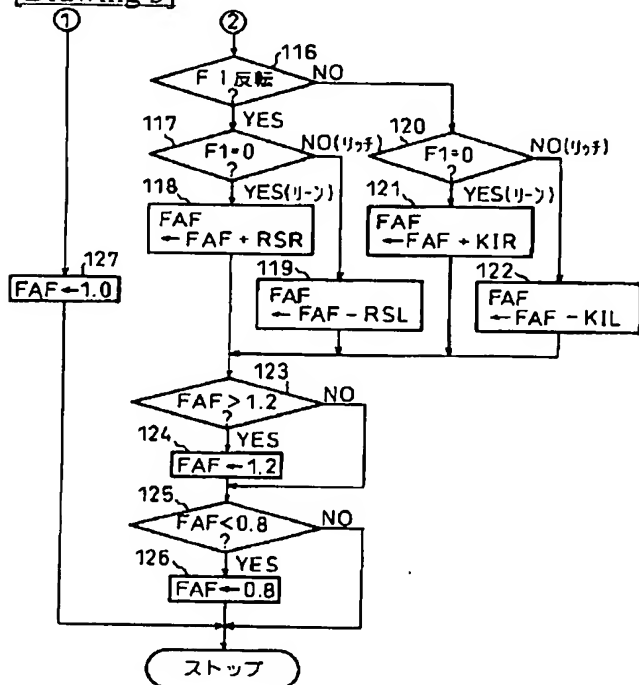 [Drawing 5]
① ②
116
F1反転
?
NO
YES
117
F1=0
?
NO(リッチ)
YES(リーン)
120
F1=0
?
NO(リッチ)
YES(リーン)
118
FAF
←FAF+RSR
119
FAF
←FAF-RSL
121
FAF
←FAF+KIR
122
FAF
←FAF-KIL
127
FAF←1.0
123
FAF>1.2
?
NO
YES
124
FAF←1.2
125
FAF<0.8
?
NO
YES
126
FAF←0.8
ストップ